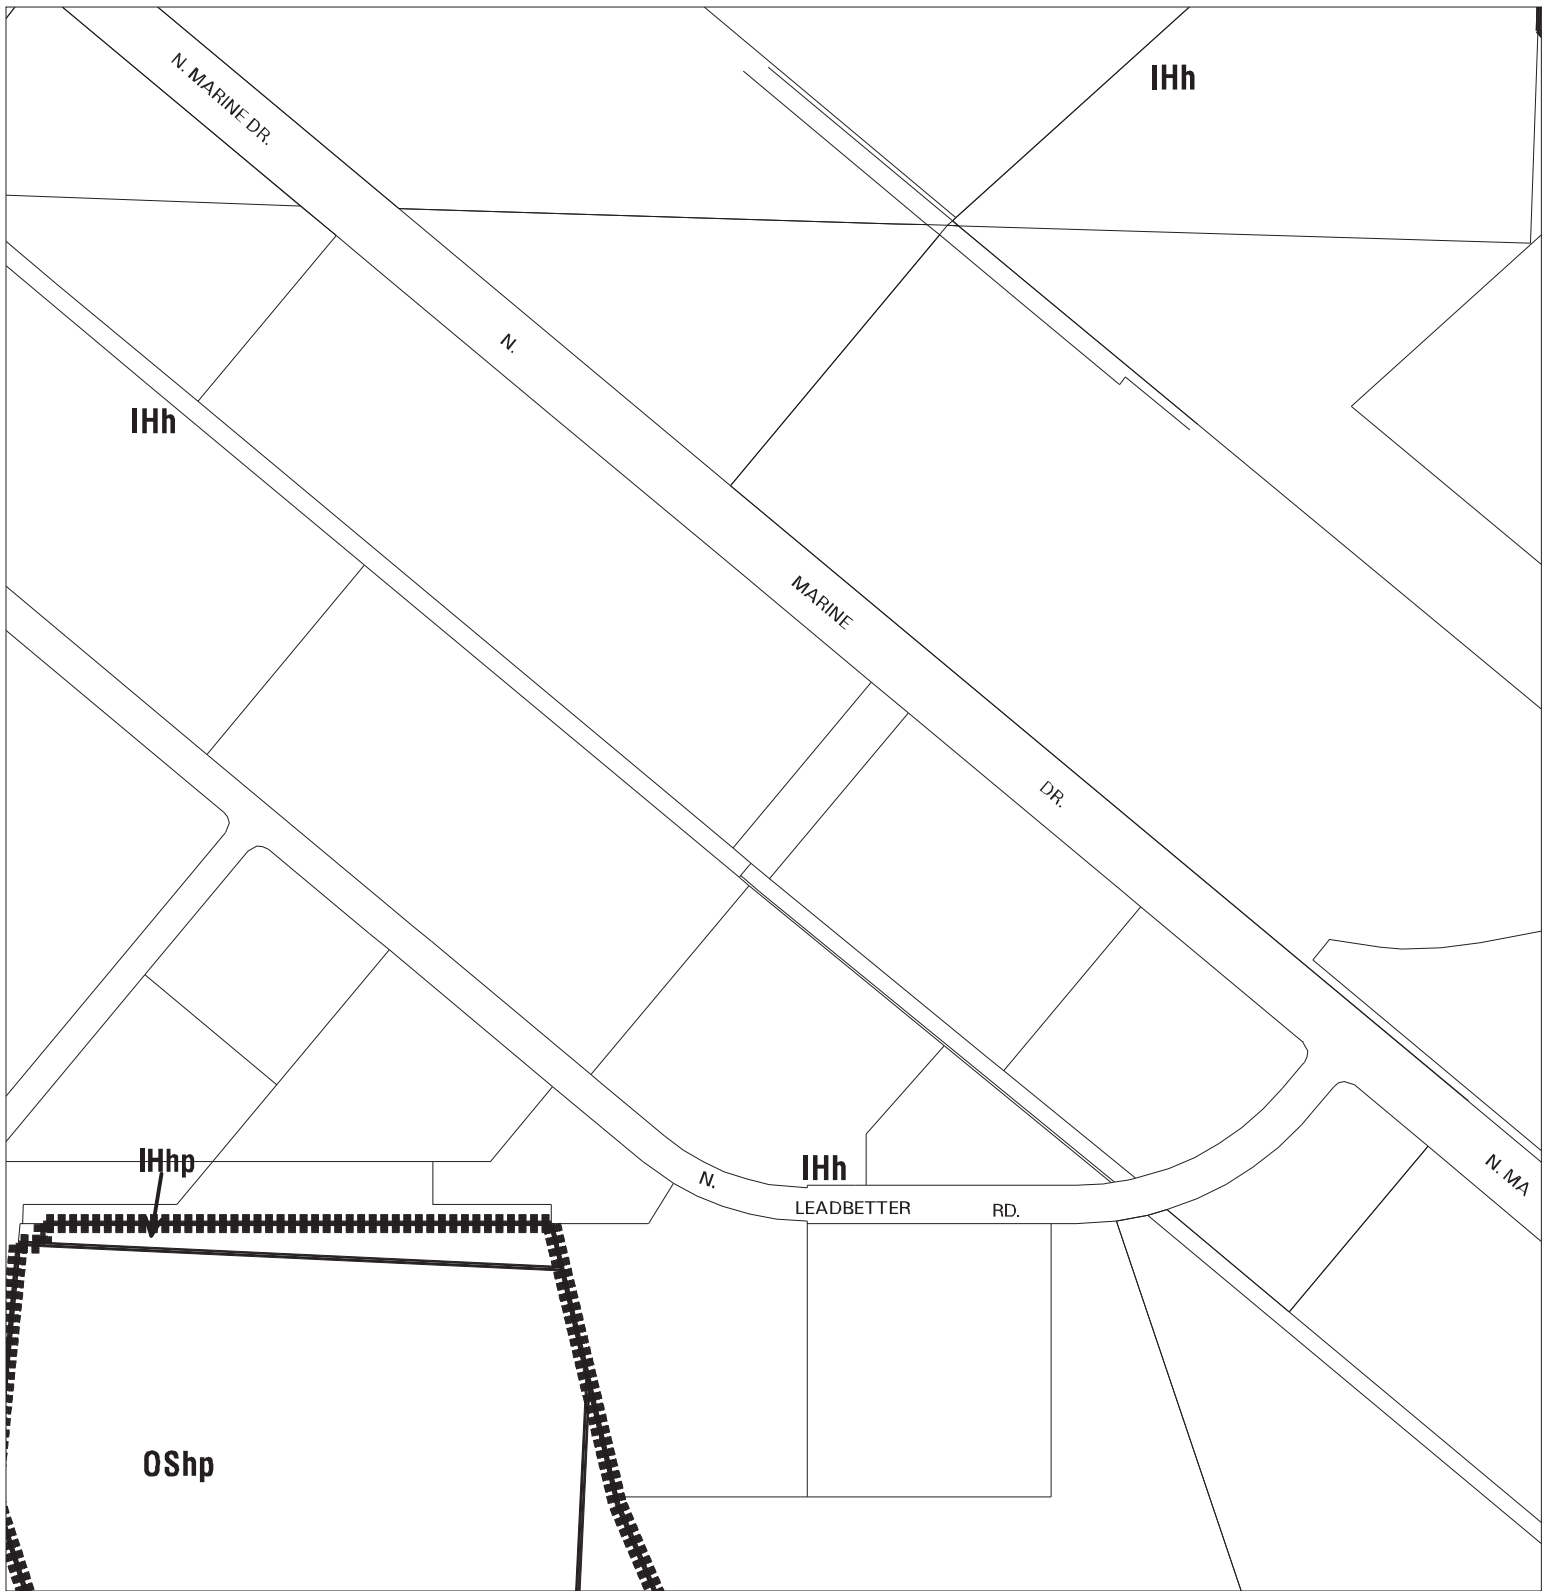 N. MARINE DR.
IHh
N.
IHh
MARINE
DR.
IHhp
N.
IHh
LEADBETTER RD.
N. MA
OShp